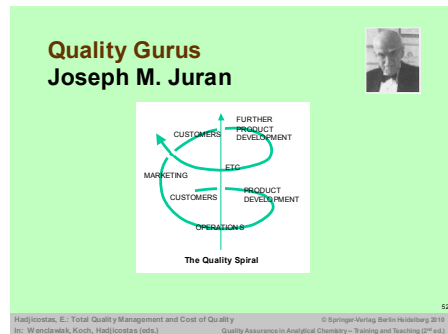 Quality Gurus
Joseph M. Juran
FURTHER
PRODUCT
DEVELOPMENT
CUSTOMERS
ETC
MARKETING
CUSTOMERS
PRODUCT
DEVELOPMENT
OPERATIONS
The Quality Spiral
52
Hadjicostas, E.: Total Quality Management and Cost of Quality
© Springer-Verlag, Berlin Heidelberg 2010
In: Wenclawiak, Koch, Hadjicostas (eds.)
Quality Assurance in Analytical Chemistry – Training and Teaching (2nd ed.)